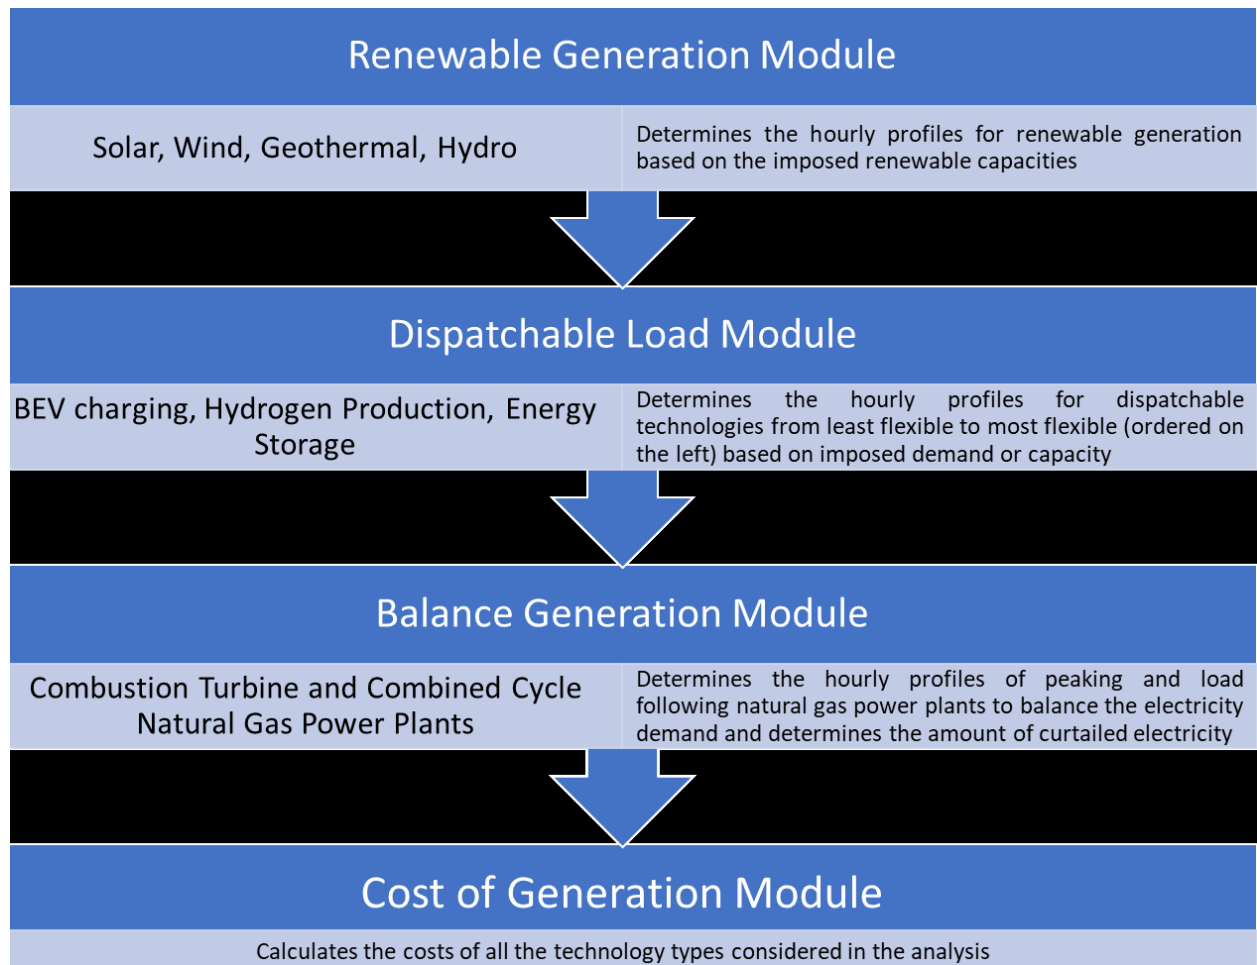 Renewable Generation Module
Solar, Wind, Geothermal, Hydro
Determines the hourly profiles for renewable generation
based on the imposed renewable capacities
Dispatchable Load Module
BEV charging, Hydrogen Production, Energy
Storage
Determines the hourly profiles for dispatchable
technologies from least flexible to most flexible (ordered on
the left) based on imposed demand or capacity
Balance Generation Module
Combustion Turbine and Combined Cycle
Natural Gas Power Plants
Determines the hourly profiles of peaking and load
following natural gas power plants to balance the electricity
demand and determines the amount of curtailed electricity
Cost of Generation Module
Calculates the costs of all the technology types considered in the analysis